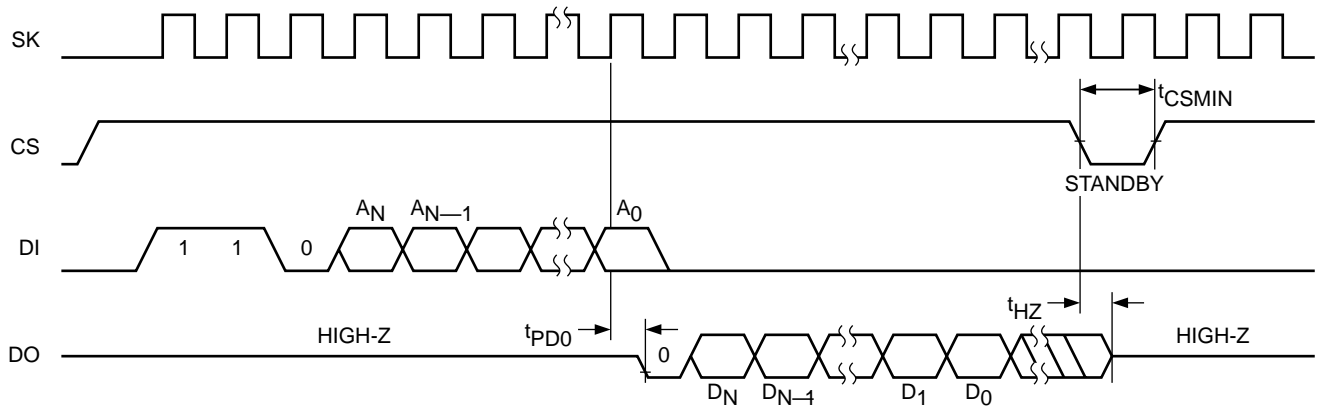 SK
tCSMIN
CS
STANDBY
AN AN—1 A0
DI 1 1 0
tHZ
HIGH-Z tPD0 0 HIGH-Z
DO
DN DN—1 D1 D0